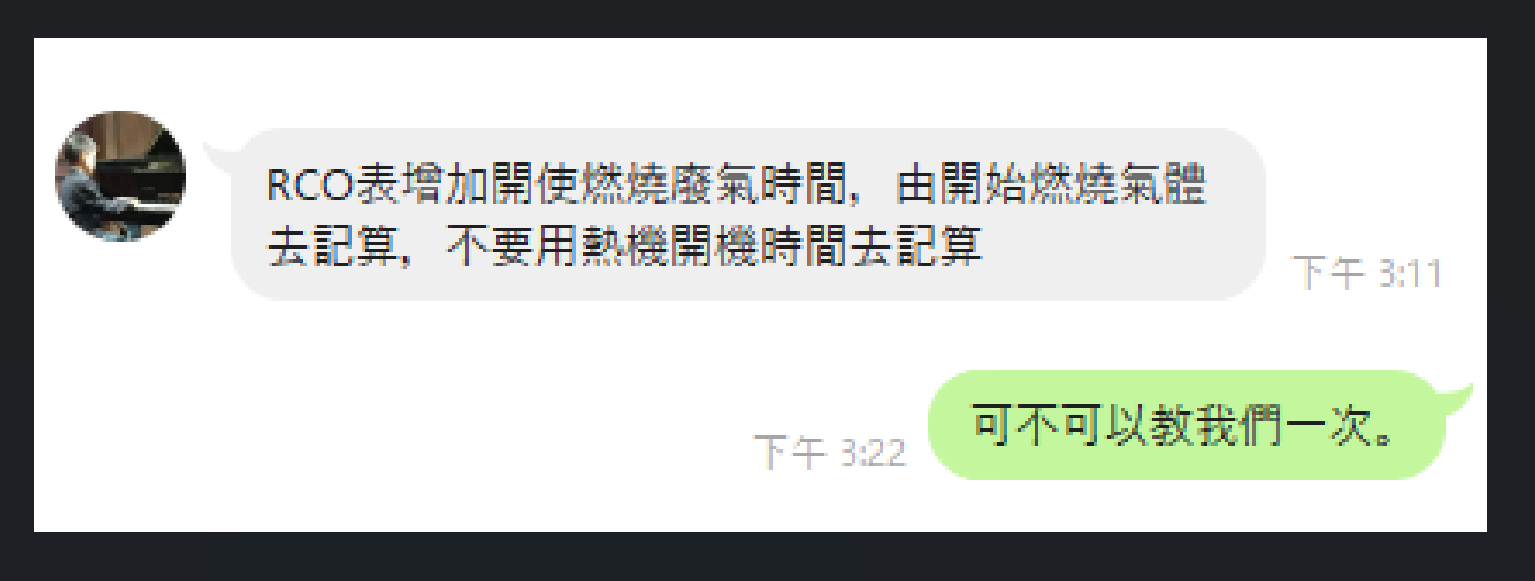 RCO表增加開使燃燒廢氣時間，由開始燃燒氣體
去記算，不要用熱機開機時間去記算
下午 3:11
可不可以教我們一次。
下午 3:22